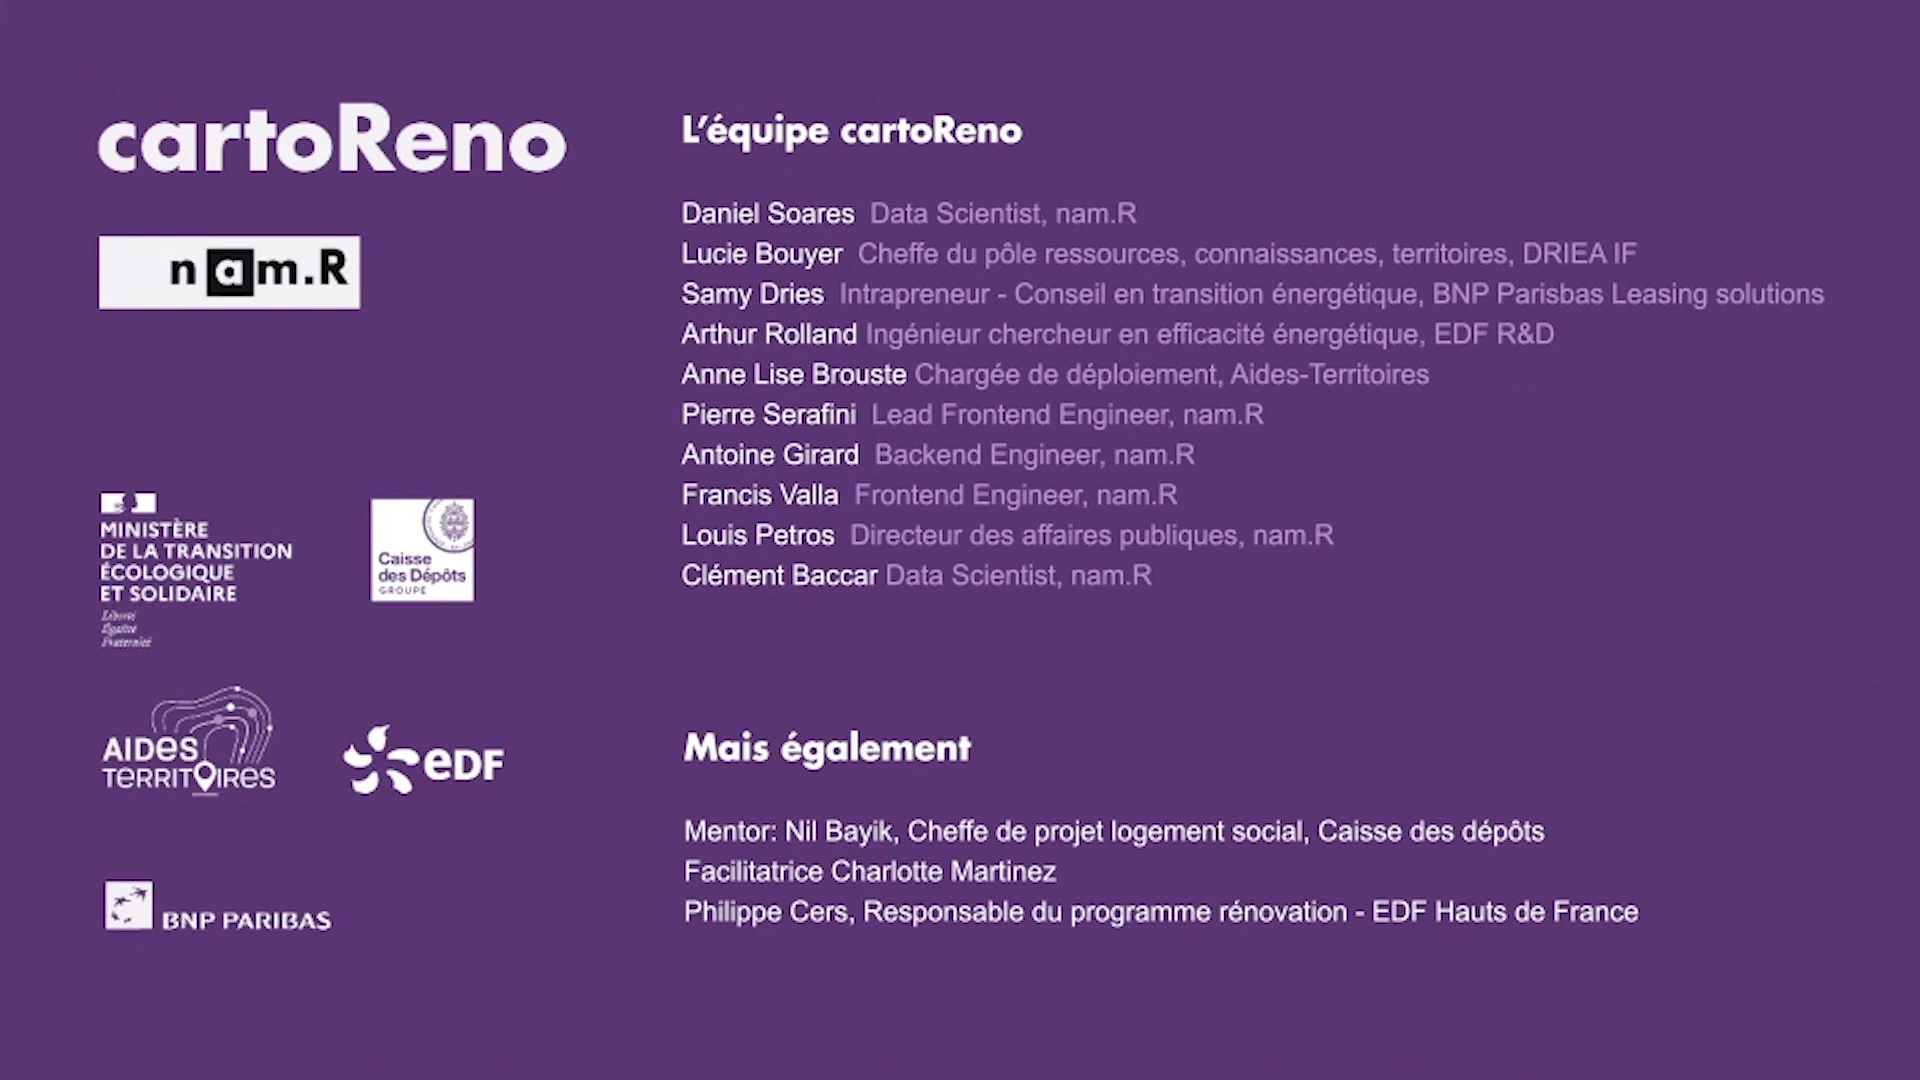 cartoReno
nam.R
MINISTÈRE
DE LA TRANSITION
ÉCOLOGIQUE
ET SOLIDAIRE
Liberté
Égalité
Fraternité
Caisse
des Dépôts
GROUPE
AIDES
TERRITOIRES
eDF
BNP PARIBAS
L'équipe cartoReno
Daniel Soares Data Scientist, nam.R
Lucie Bouyer Cheffe du pôle ressources, connaissances, territoires, DRIEA IF
Samy Dries Intrapreneur - Conseil en transition énergétique, BNP Parisbas Leasing solutions
Arthur Rolland Ingénieur chercheur en efficacité énergétique, EDF R&D
Anne Lise Brouste Chargée de déploiement, Aides-Territoires
Pierre Serafini Lead Frontend Engineer, nam.R
Antoine Girard Backend Engineer, nam.R
Francis Valla Frontend Engineer, nam.R
Louis Petros Directeur des affaires publiques, nam.R
Clément Baccar Data Scientist, nam.R
Mais également
Mentor: Nil Bayik, Cheffe de projet logement social, Caisse des dépôts
Facilitatrice Charlotte Martinez
Philippe Cers, Responsable du programme rénovation - EDF Hauts de France